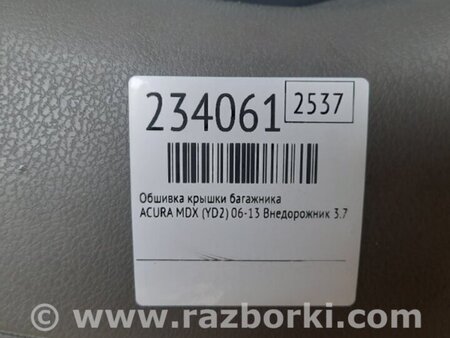 234061 2537
Обшивка крышки багажника
ACURA MDX (YD2) 06-13 Внедорожник 3.7
© www.razborki.com